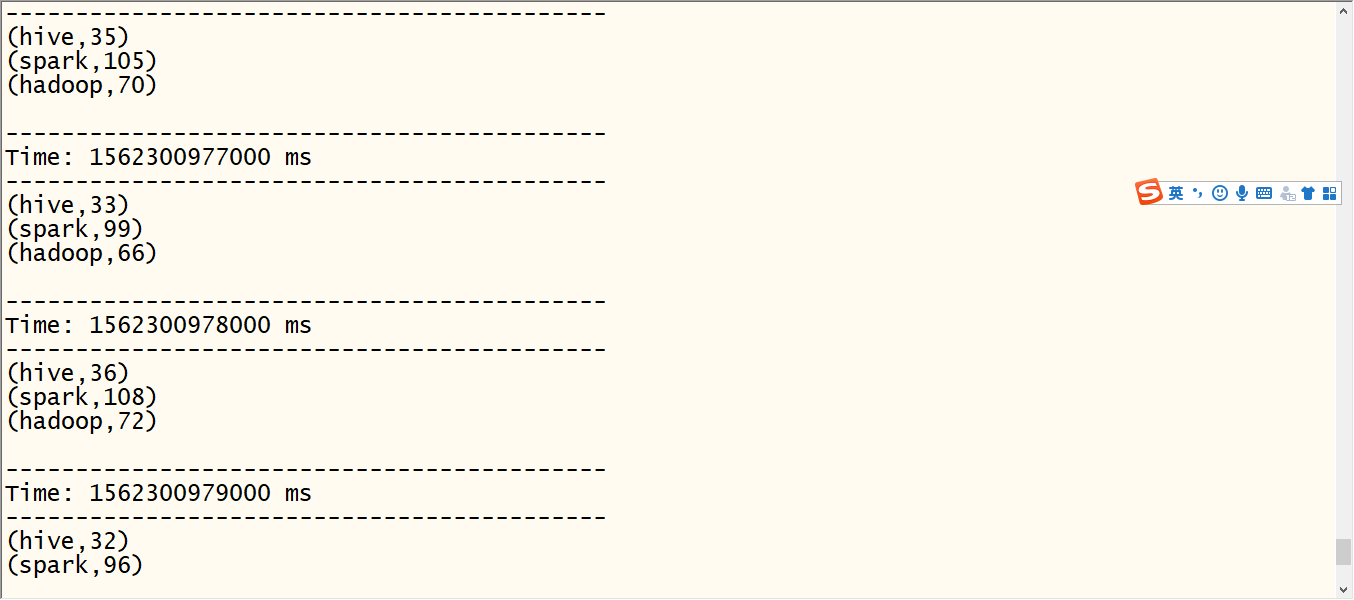 -------------------------------------------
(hive,35)
(spark,105)
(hadoop,70)
-------------------------------------------
Time: 1562300977000 ms
-------------------------------------------
(hive,33)
(spark,99)
(hadoop,66)
-------------------------------------------
Time: 1562300978000 ms
-------------------------------------------
(hive,36)
(spark,108)
(hadoop,72)
-------------------------------------------
Time: 1562300979000 ms
-------------------------------------------
(hive,32)
(spark,96)
S 英